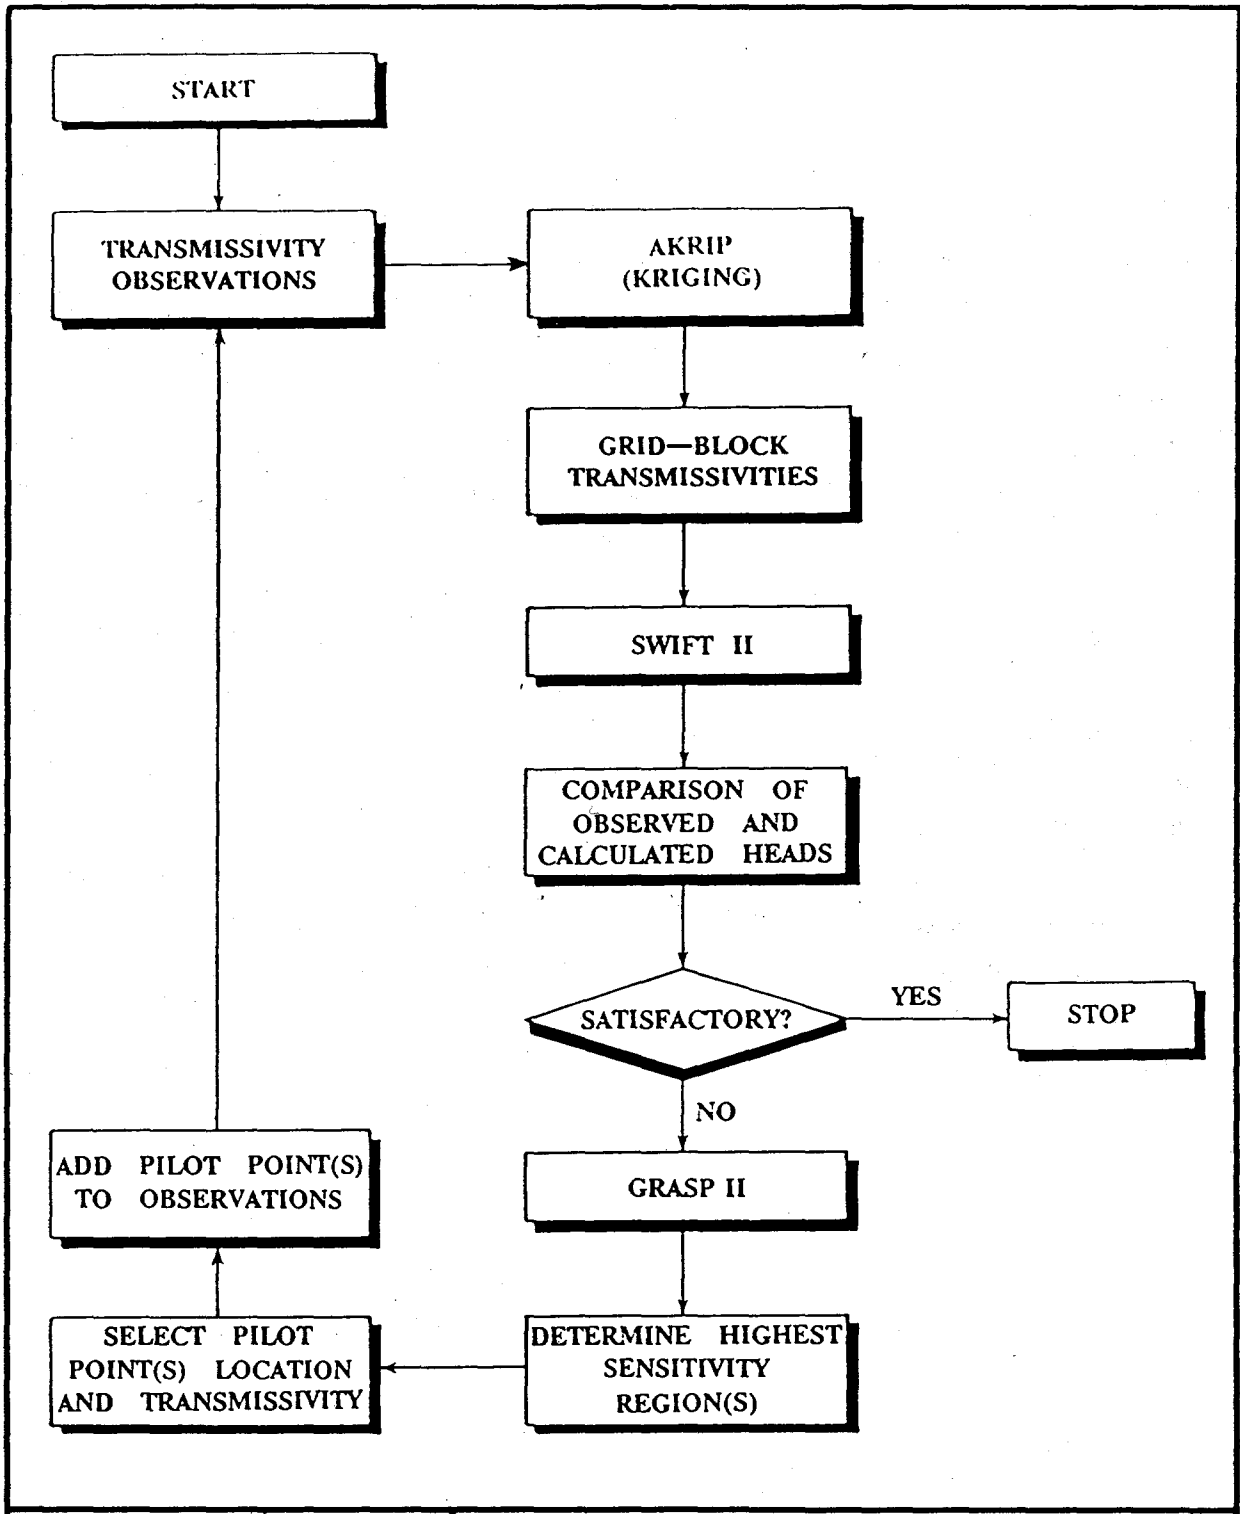 START
TRANSMISSIVITY
OBSERVATIONS
AKRIP
(KRIGING)
GRID—BLOCK
TRANSMISSIVITIES
SWIFT II
COMPARISON OF
OBSERVED AND
CALCULATED HEADS
SATISFACTORY?
YES
STOP
NO
GRASP II
DETERMINE HIGHEST
SENSITIVITY
REGION(S)
SELECT PILOT
POINT(S) LOCATION
AND TRANSMISSIVITY
ADD PILOT POINT(S)
TO OBSERVATIONS